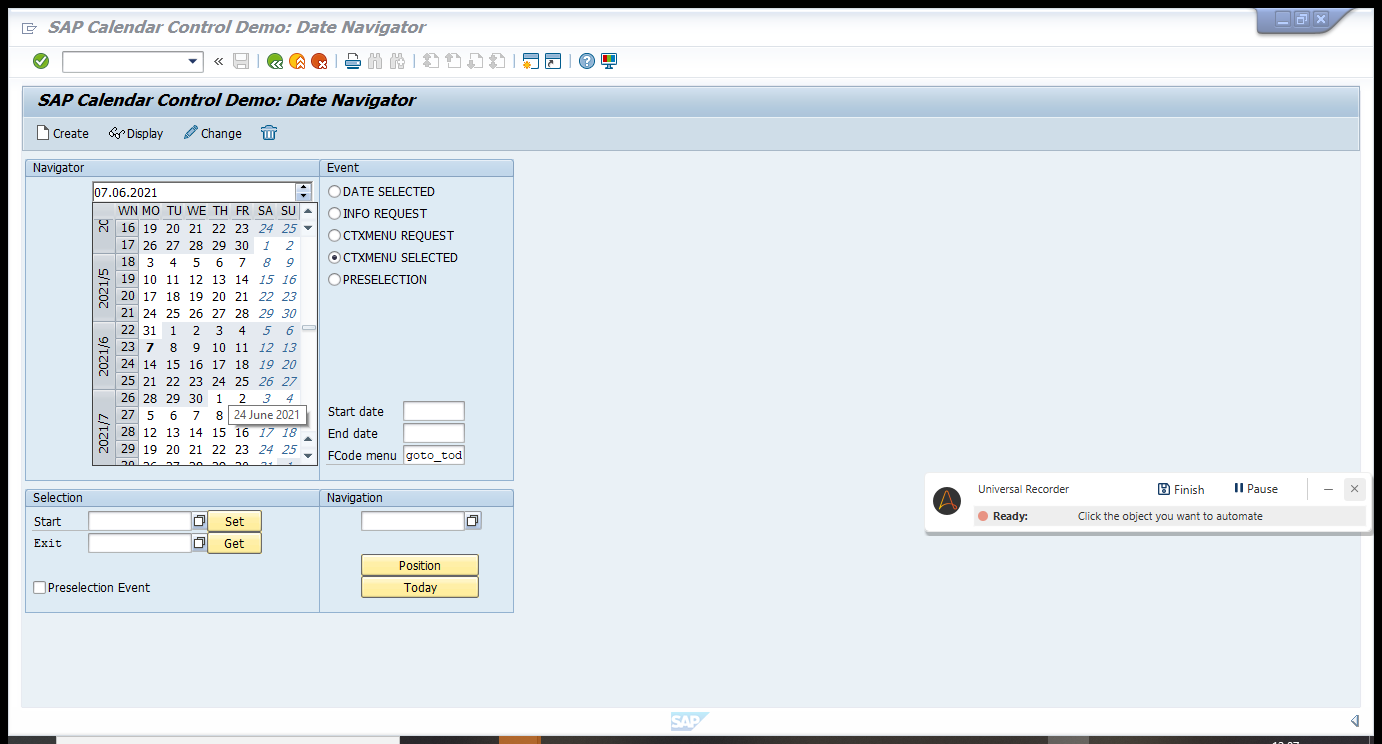 SAP Calendar Control Demo: Date Navigator
SAP Calendar Control Demo: Date Navigator
Create Display Change
Navigator
07.06.2021
WN MO TU WE TH FR SA SU
16 19 20 21 22 23 24 25
17 26 27 28 29 30 1 2
18 3 4 5 6 7 8 9
19 10 11 12 13 14 15 16
20 17 18 19 20 21 22 23
21 24 25 26 27 28 29 30
22 31 1 2 3 4 5 6
23 7 8 9 10 11 12 13
24 14 15 16 17 18 19 20
25 21 22 23 24 25 26 27
26 28 29 30 1 2 3 4
27 5 6 7 8
28 12 13 14 15 16 17 18
29 19 20 21 22 23 24 25
20
2021/5
2021/6
2021/7
24 June 2021
Event
DATE SELECTED
INFO REQUEST
CTXMENU REQUEST
CTXMENU SELECTED
PRESELECTION
Start date
End date
FCode menu goto_tod
Selection
Start Set
Exit Get
Preselection Event
Navigation
Position
Today
Universal Recorder Finish Pause
Ready: Click the object you want to automate
SAP